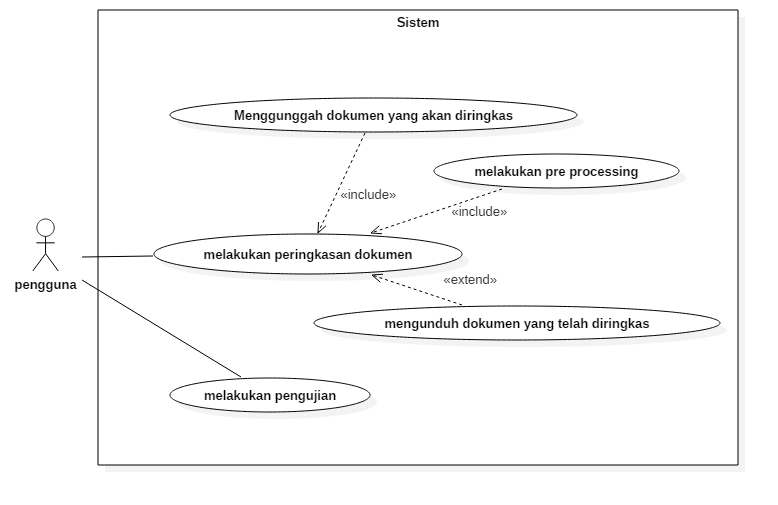 Sistem
Menggunggah dokumen yang akan diringkas
melakukan pre processing
«include»
«include»
melakukan peringkasan dokumen
pengguna
«extend»
mengunduh dokumen yang telah diringkas
melakukan pengujian